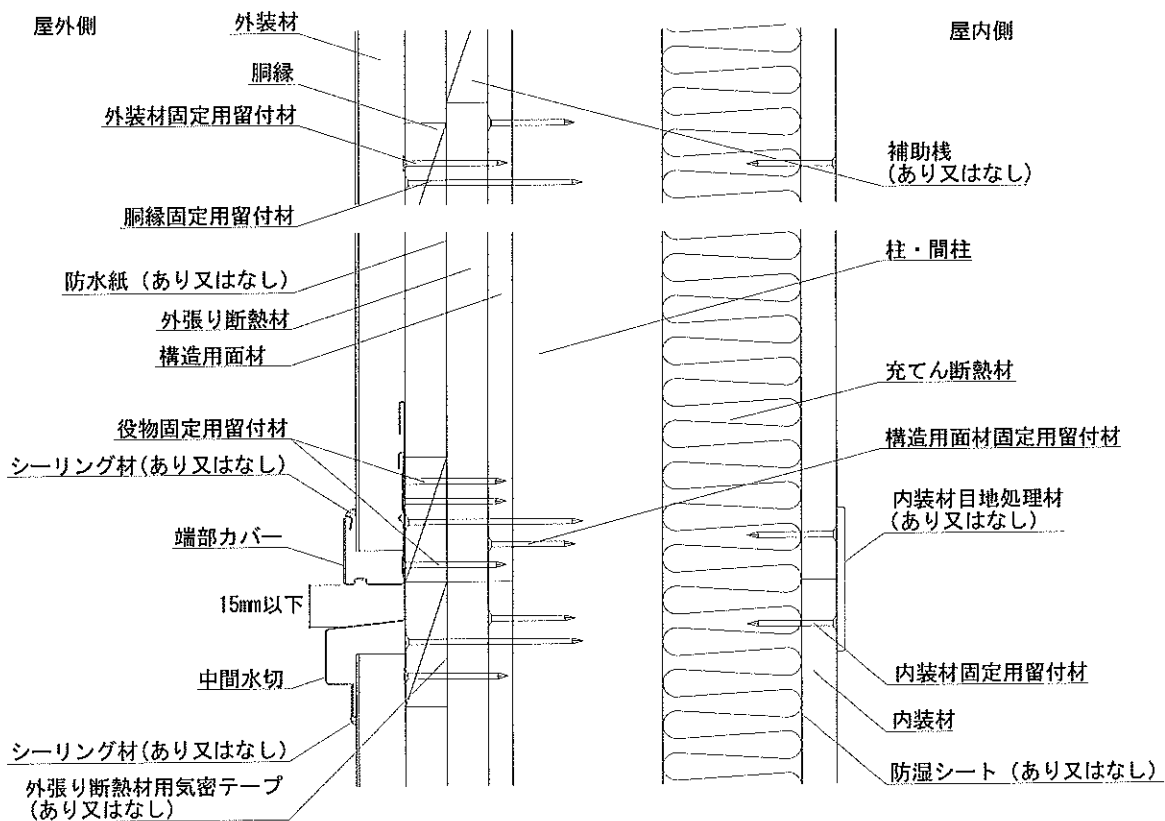 屋外側
外装材
屋内側
胴縁
外装材固定用留付材
補助桟
(あり又はなし)
胴縁固定用留付材
柱・間柱
防水紙 (あり又はなし)
外張り断熱材
構造用面材
充てん断熱材
役物固定用留付材
構造用面材固定用留付材
シーリング材(あり又はなし)
内装材目地処理材
(あり又はなし)
端部カバー
15mm以下
中間水切
内装材固定用留付材
内装材
シーリング材(あり又はなし)
防湿シート (あり又はなし)
外張り断熱材用気密テープ
(あり又はなし)